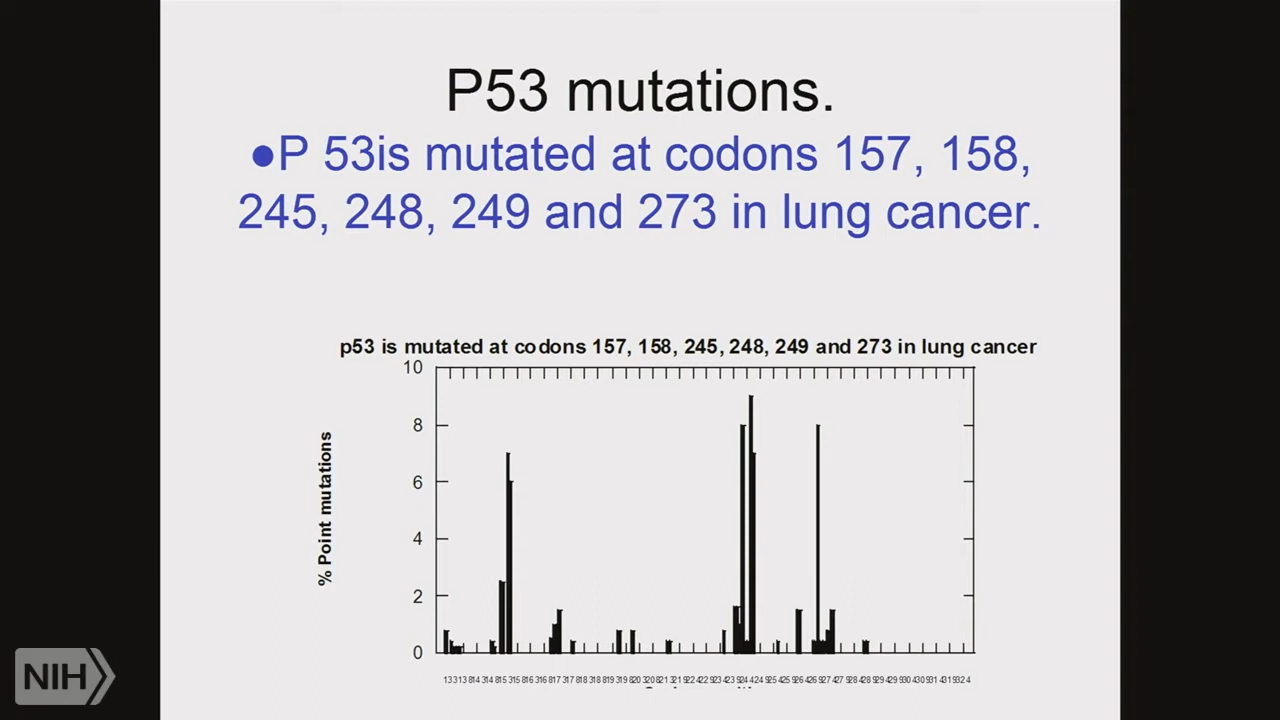 P53 mutations.
●P 53is mutated at codons 157, 158,
245, 248, 249 and 273 in lung cancer.
p53 is mutated at codons 157, 158, 245, 248, 249 and 273 in lung cancer
10
8
6
4
2
0
% Point mutations
NIH